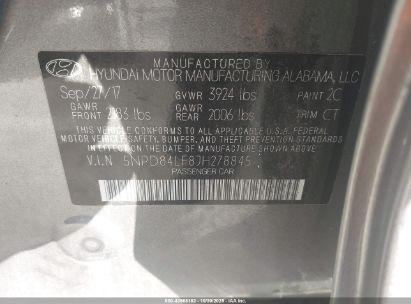 MANUFACTURED BY
HYUNDAI MOTOR MANUFACTURING ALABAMA, LLC
Sep/27/17 GVWR 3924 lbs PAINT 2C
GAWR FRONT 2183 lbs GAWR REAR 2006 lbs TRIM CT
THIS VEHICLE CONFORMS TO ALL APPLICABLE U.S. FEDERAL
MOTOR VEHICLE SAFETY, BUMPER, AND THEFT PREVENTION STANDARDS
IN EFFECT ON THE DATE OF MANUFACTURE SHOWN ABOVE.
V.I.N 5NPD84LF8JH278845
PASSENGER CAR